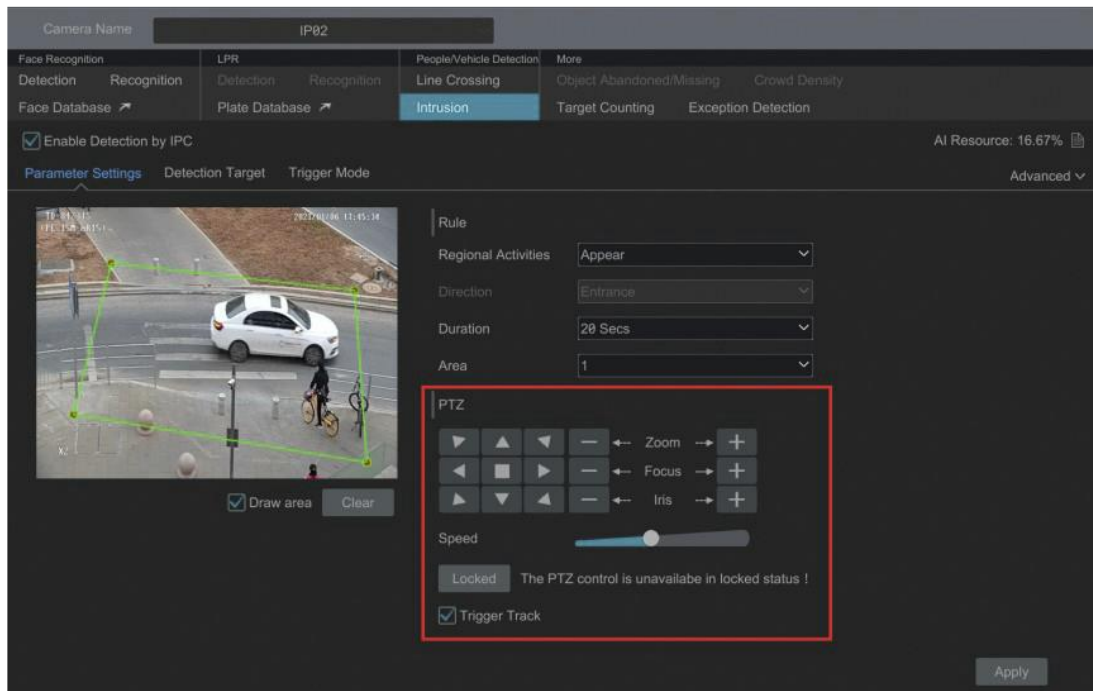 Camera Name IP02
Face Recognition LPR People/Vehicle Detection More
Detection Recognition Detection Recognition Line Crossing Object Abandoned/Missing Crowd Density
Face Database Plate Database Intrusion Target Counting Exception Detection
Enable Detection by IPC AI Resource: 16.67%
Parameter Settings Detection Target Trigger Mode Advanced
Rule
Regional Activities Appear
Direction Entrance
Duration 20 Secs
Area 1
Draw area Clear
PTZ
Zoom
Focus
Iris
Speed
Locked The PTZ control is unavailabe in locked status !
Trigger Track
Apply